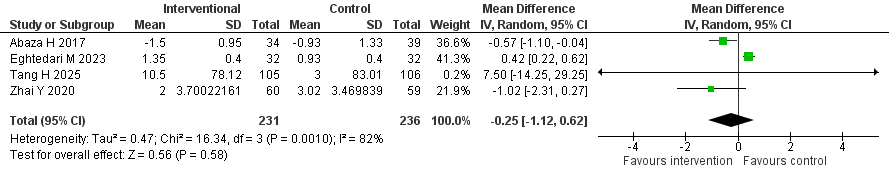 Interventional Control Mean Difference Mean Difference
Study or Subgroup Mean SD Total Mean SD Total Weight IV, Random, 95% CI IV, Random, 95% CI
Abaza H 2017 -1.5 0.95 34 -0.93 1.33 39 36.6% -0.57 [-1.10, -0.04]
Eghtedari M 2023 1.35 0.4 32 0.93 0.4 32 41.3% 0.42 [0.22, 0.62]
Tang H 2025 10.5 78.12 105 3 83.01 106 0.2% 7.50 [-14.25, 29.25]
Zhai Y 2020 2 3.70022161 60 3.02 3.469839 59 21.9% -1.02 [-2.31, 0.27]
Total (95% CI) 231 236 100.0% -0.25 [-1.12, 0.62]
Heterogeneity: Tau² = 0.47; Chi² = 16.34, df = 3 (P = 0.0010); I² = 82%
Test for overall effect: Z = 0.56 (P = 0.58)
-4 -2 0 2 4
Favours intervention Favours control